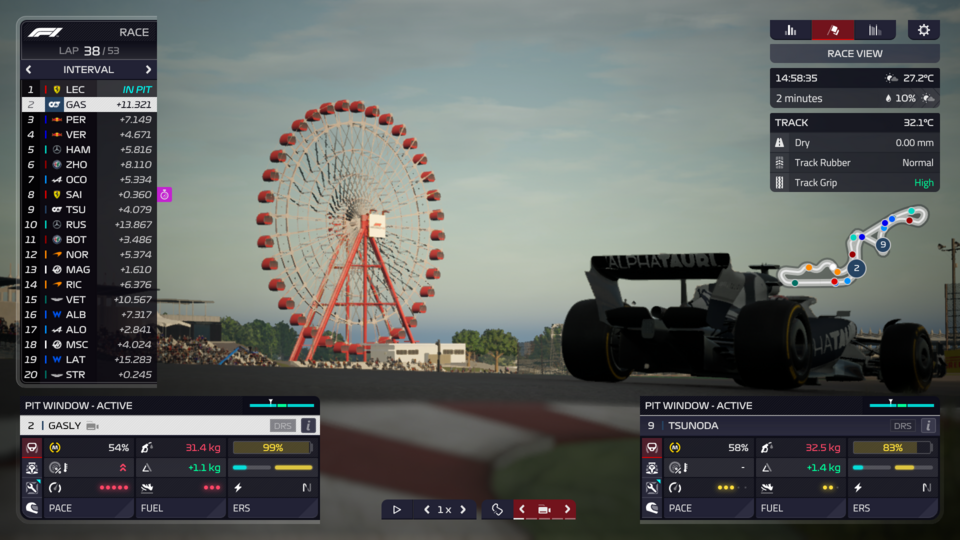 F1 RACE
LAP 38/53
INTERVAL
1 LEC IN PIT
2 GAS +11.321
3 PER +7.149
4 VER +4.671
5 HAM +5.816
6 ZHO +8.110
7 OCO +5.334
8 SAI +0.360
9 TSU +4.079
10 RUS +13.867
11 BOT +3.486
12 NOR +5.374
13 MAG +1.610
14 RIC +6.376
15 VET +10.567
16 ALB +7.317
17 ALO +2.841
18 MSC +4.024
19 LAT +15.283
20 STR +0.245
RACE VIEW
14:58:35 27.2°C
2 minutes 10%
TRACK 32.1°C
Dry 0.00 mm
Track Rubber Normal
Track Grip High
9
2
ALPHATAURI
PIT WINDOW - ACTIVE
2 GASLY DRS i
M 54% 31.4 kg 99%
+1.1 kg
N
PACE FUEL ERS
1x
PIT WINDOW - ACTIVE
9 TSUNODA DRS i
M 58% 32.5 kg 83%
- +1.4 kg
N
PACE FUEL ERS